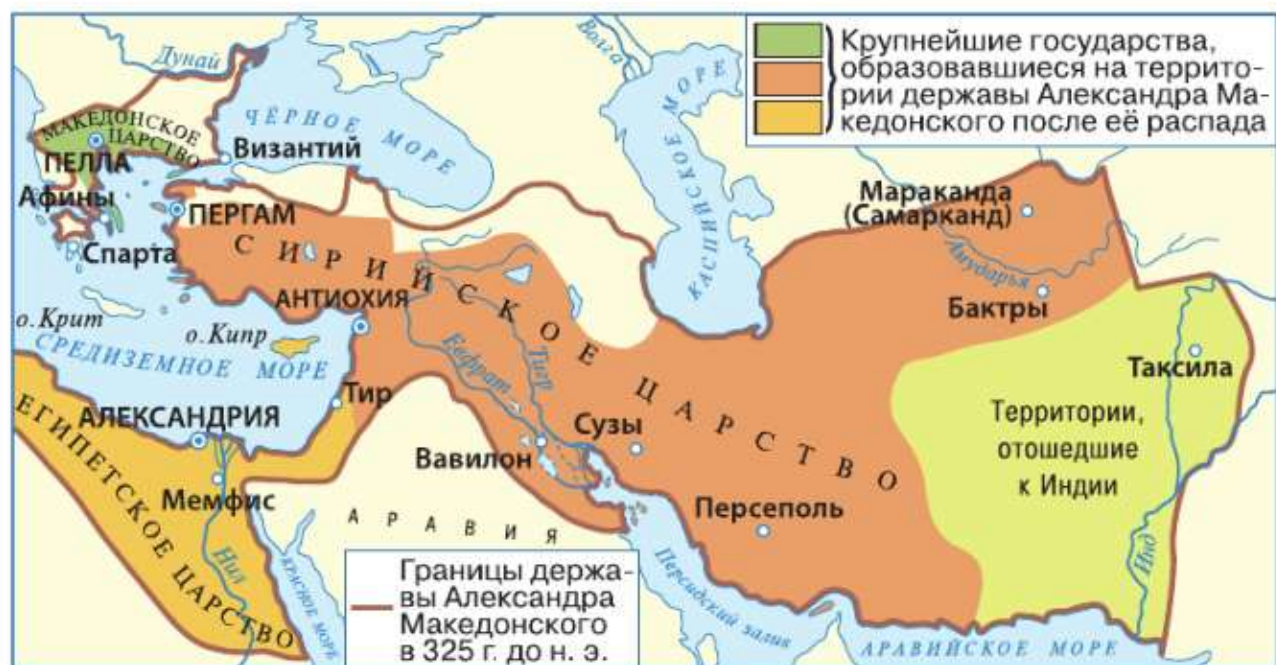 Крупнейшие государства,
образовавшиеся на террито-
рии державы Александра Ма-
кедонского после её распада
Дунай
Волга
ЧЁРНОЕ МОРЕ
КАСПИЙСКОЕ МОРЕ
МАКЕДОНСКОЕ
ЦАРСТВО
ПЕЛЛА
Византий
Афины
ПЕРГАМ
Спарта
СИРИЙСКОЕ ЦАРСТВО
Мараканда
(Самарканд)
Амударья
Бактры
АНТИОХИЯ
о.Крит
о.Кипр
СРЕДИЗЕМНОЕ МОРЕ
Евфрат
Тигр
Таксила
Тир
АЛЕКСАНДРИЯ
Сузы
Территории,
отошедшие
к Индии
Вавилон
Мемфис
ЕГИПЕТСКОЕ ЦАРСТВО
Персеполь
АРАВИЯ
Нил
КРАСНОЕ МОРЕ
Инд
Персидский залив
АРАВИЙСКОЕ МОРЕ
Границы держа-
вы Александра
Македонского
в 325 г. до н. э.